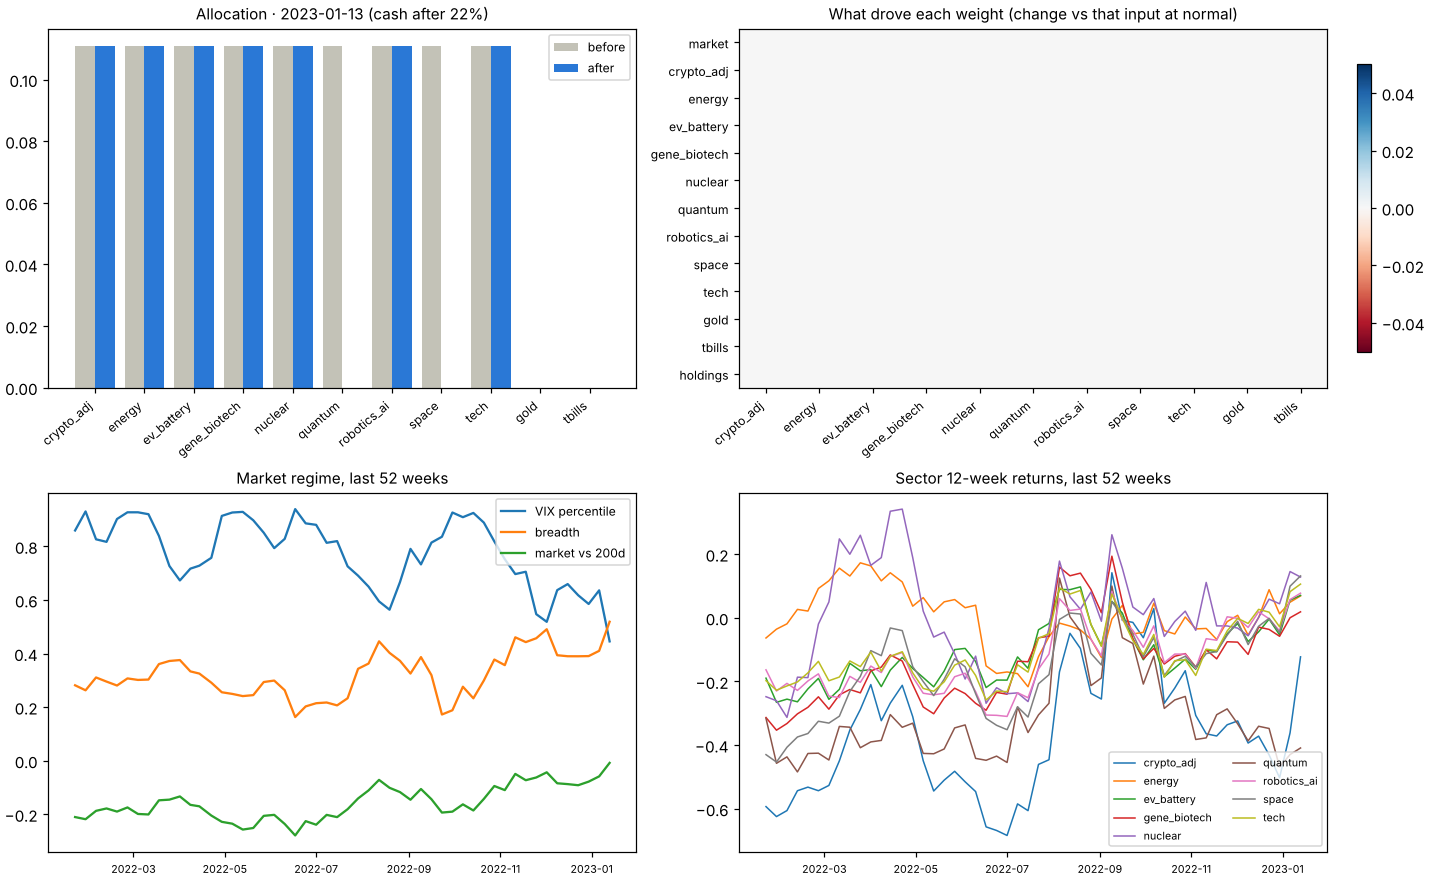 Allocation · 2023-01-13 (cash after 22%)
before
after
0.10
0.08
0.06
0.04
0.02
0.00
crypto_adj
energy
ev_battery
gene_biotech
nuclear
quantum
robotics_ai
space
tech
gold
tbills
What drove each weight (change vs that input at normal)
market
crypto_adj
energy
ev_battery
gene_biotech
nuclear
quantum
robotics_ai
space
tech
gold
tbills
holdings
crypto_adj
energy
ev_battery
gene_biotech
nuclear
quantum
robotics_ai
space
tech
gold
tbills
0.04
0.02
0.00
−0.02
−0.04
Market regime, last 52 weeks
VIX percentile
breadth
market vs 200d
0.8
0.6
0.4
0.2
0.0
−0.2
2022-03
2022-05
2022-07
2022-09
2022-11
2023-01
Sector 12-week returns, last 52 weeks
0.2
0.0
−0.2
−0.4
−0.6
crypto_adj
energy
ev_battery
gene_biotech
nuclear
quantum
robotics_ai
space
tech
2022-03
2022-05
2022-07
2022-09
2022-11
2023-01